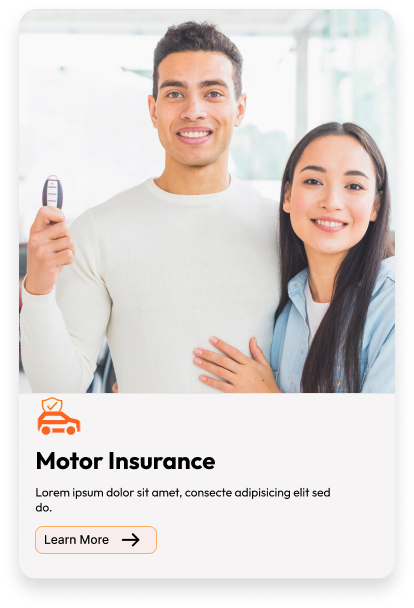 Motor Insurance
Lorem ipsum dolor sit amet, consecte adipisicing elit sed
do.
Learn More